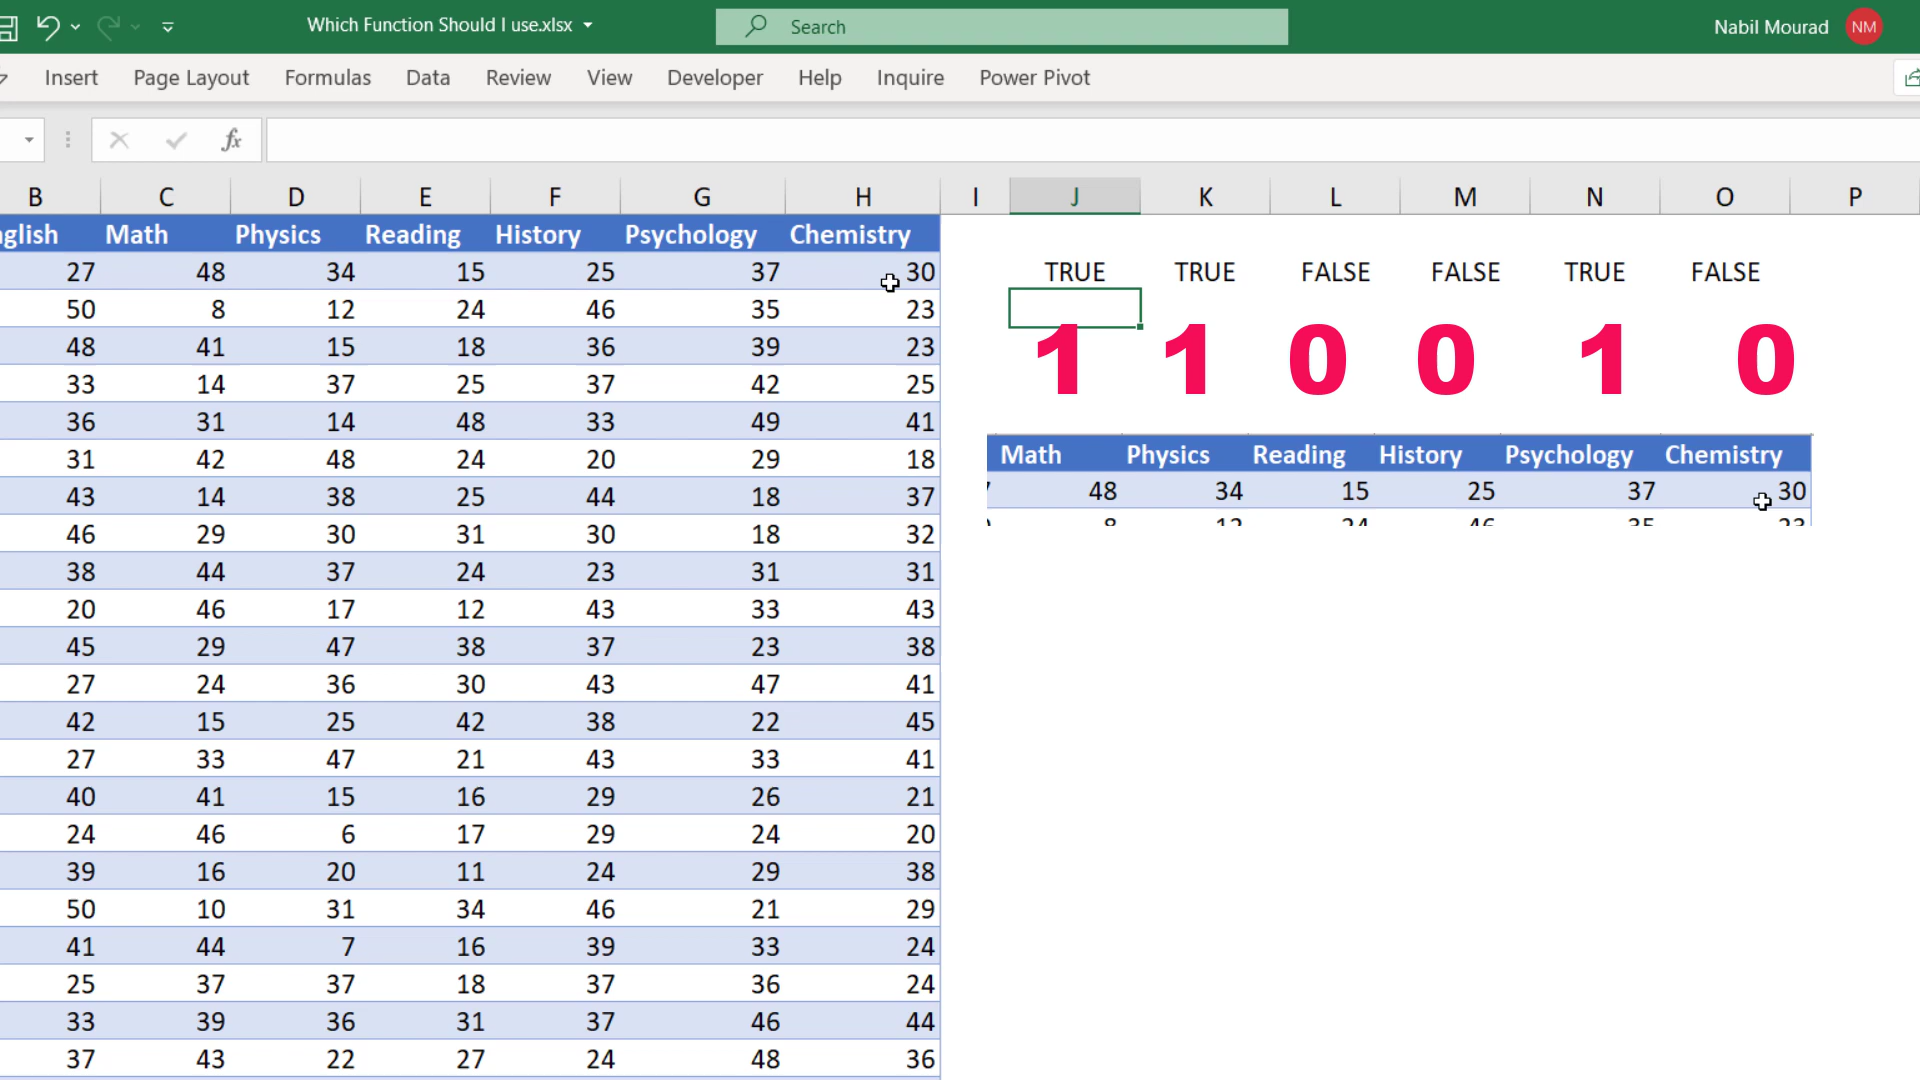 Which Function Should I use.xlsx Search Nabil Mourad NM
Insert Page Layout Formulas Data Review View Developer Help Inquire Power Pivot
fx
B C D E F G H I J K L M N O P
glish Math Physics Reading History Psychology Chemistry
27 48 34 15 25 37 30 TRUE TRUE FALSE FALSE TRUE FALSE
50 8 12 24 46 35 23
48 41 15 18 36 39 23 1 1 0 0 1 0
33 14 37 25 37 42 25
36 31 14 48 33 49 41
Math Physics Reading History Psychology Chemistry
31 42 48 24 20 29 18
48 34 15 25 37 30
43 14 38 25 44 18 37
8 12 24 46 35 23
46 29 30 31 30 18 32
38 44 37 24 23 31 31
20 46 17 12 43 33 43
45 29 47 38 37 23 38
27 24 36 30 43 47 41
42 15 25 42 38 22 45
27 33 47 21 43 33 41
40 41 15 16 29 26 21
24 46 6 17 29 24 20
39 16 20 11 24 29 38
50 10 31 34 46 21 29
41 44 7 16 39 33 24
25 37 37 18 37 36 24
33 39 36 31 37 46 44
37 43 22 27 24 48 36